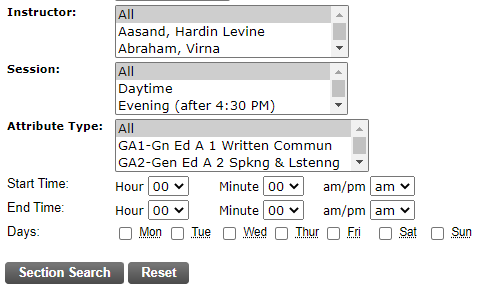 Instructor: All
Aasand, Hardin Levine
Abraham, Virna
Session: All
Daytime
Evening (after 4:30 PM)
Attribute Type: All
GA1-Gn Ed A 1 Written Commun
GA2-Gen Ed A 2 Spkng & Lstenng
Start Time: Hour 00 Minute 00 am/pm am
End Time: Hour 00 Minute 00 am/pm am
Days: Mon Tue Wed Thur Fri Sat Sun
Section Search Reset